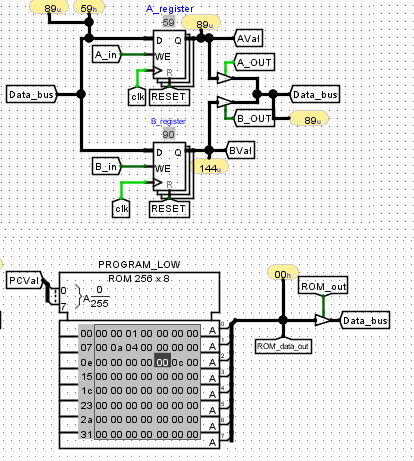 89u 59h
A_register
59
89u
D Q
AVal
A_in
WE
A_OUT
R
clk
RESET
Data_bus
Data_bus
B_OUT
89u
B_register
90
D Q
BVal
B_in
WE
144u
R
clk
RESET
PROGRAM_LOW
ROM 256 x 8
PCVal
0
7
A 0
255
00h
ROM_out
Data_bus
ROM_data_out
00 00 00 01 00 00 00 00 A
07 00 0a 04 00 00 00 00 A
0e 00 00 00 00 00 0c 00 A
15 00 00 00 00 00 00 00 A
1c 00 00 00 00 00 00 00 A
23 00 00 00 00 00 00 00 A
2a 00 00 00 00 00 00 00 A
31 00 00 00 00 00 00 00 A